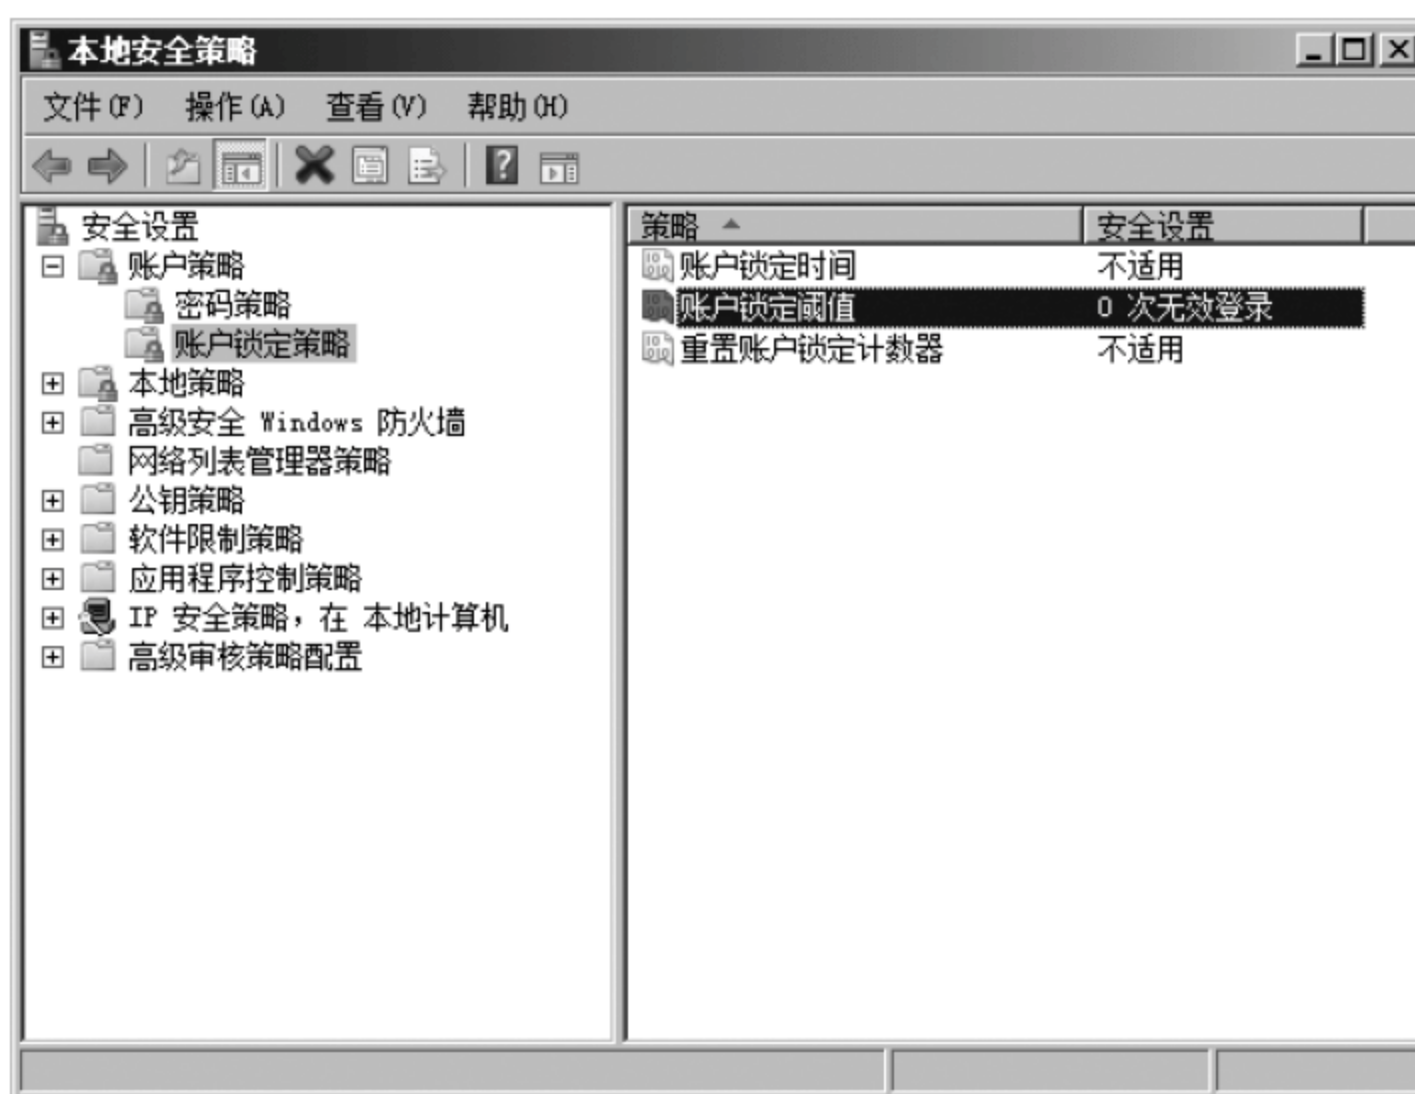 本地安全策略
文件(F) 操作(A) 查看(V) 帮助(H)
安全设置
账户策略
密码策略
账户锁定策略
本地策略
高级安全 Windows 防火墙
网络列表管理器策略
公钥策略
软件限制策略
应用程序控制策略
IP 安全策略，在 本地计算机
高级审核策略配置
策略 安全设置
账户锁定时间 不适用
账户锁定阈值 0 次无效登录
重置账户锁定计数器 不适用